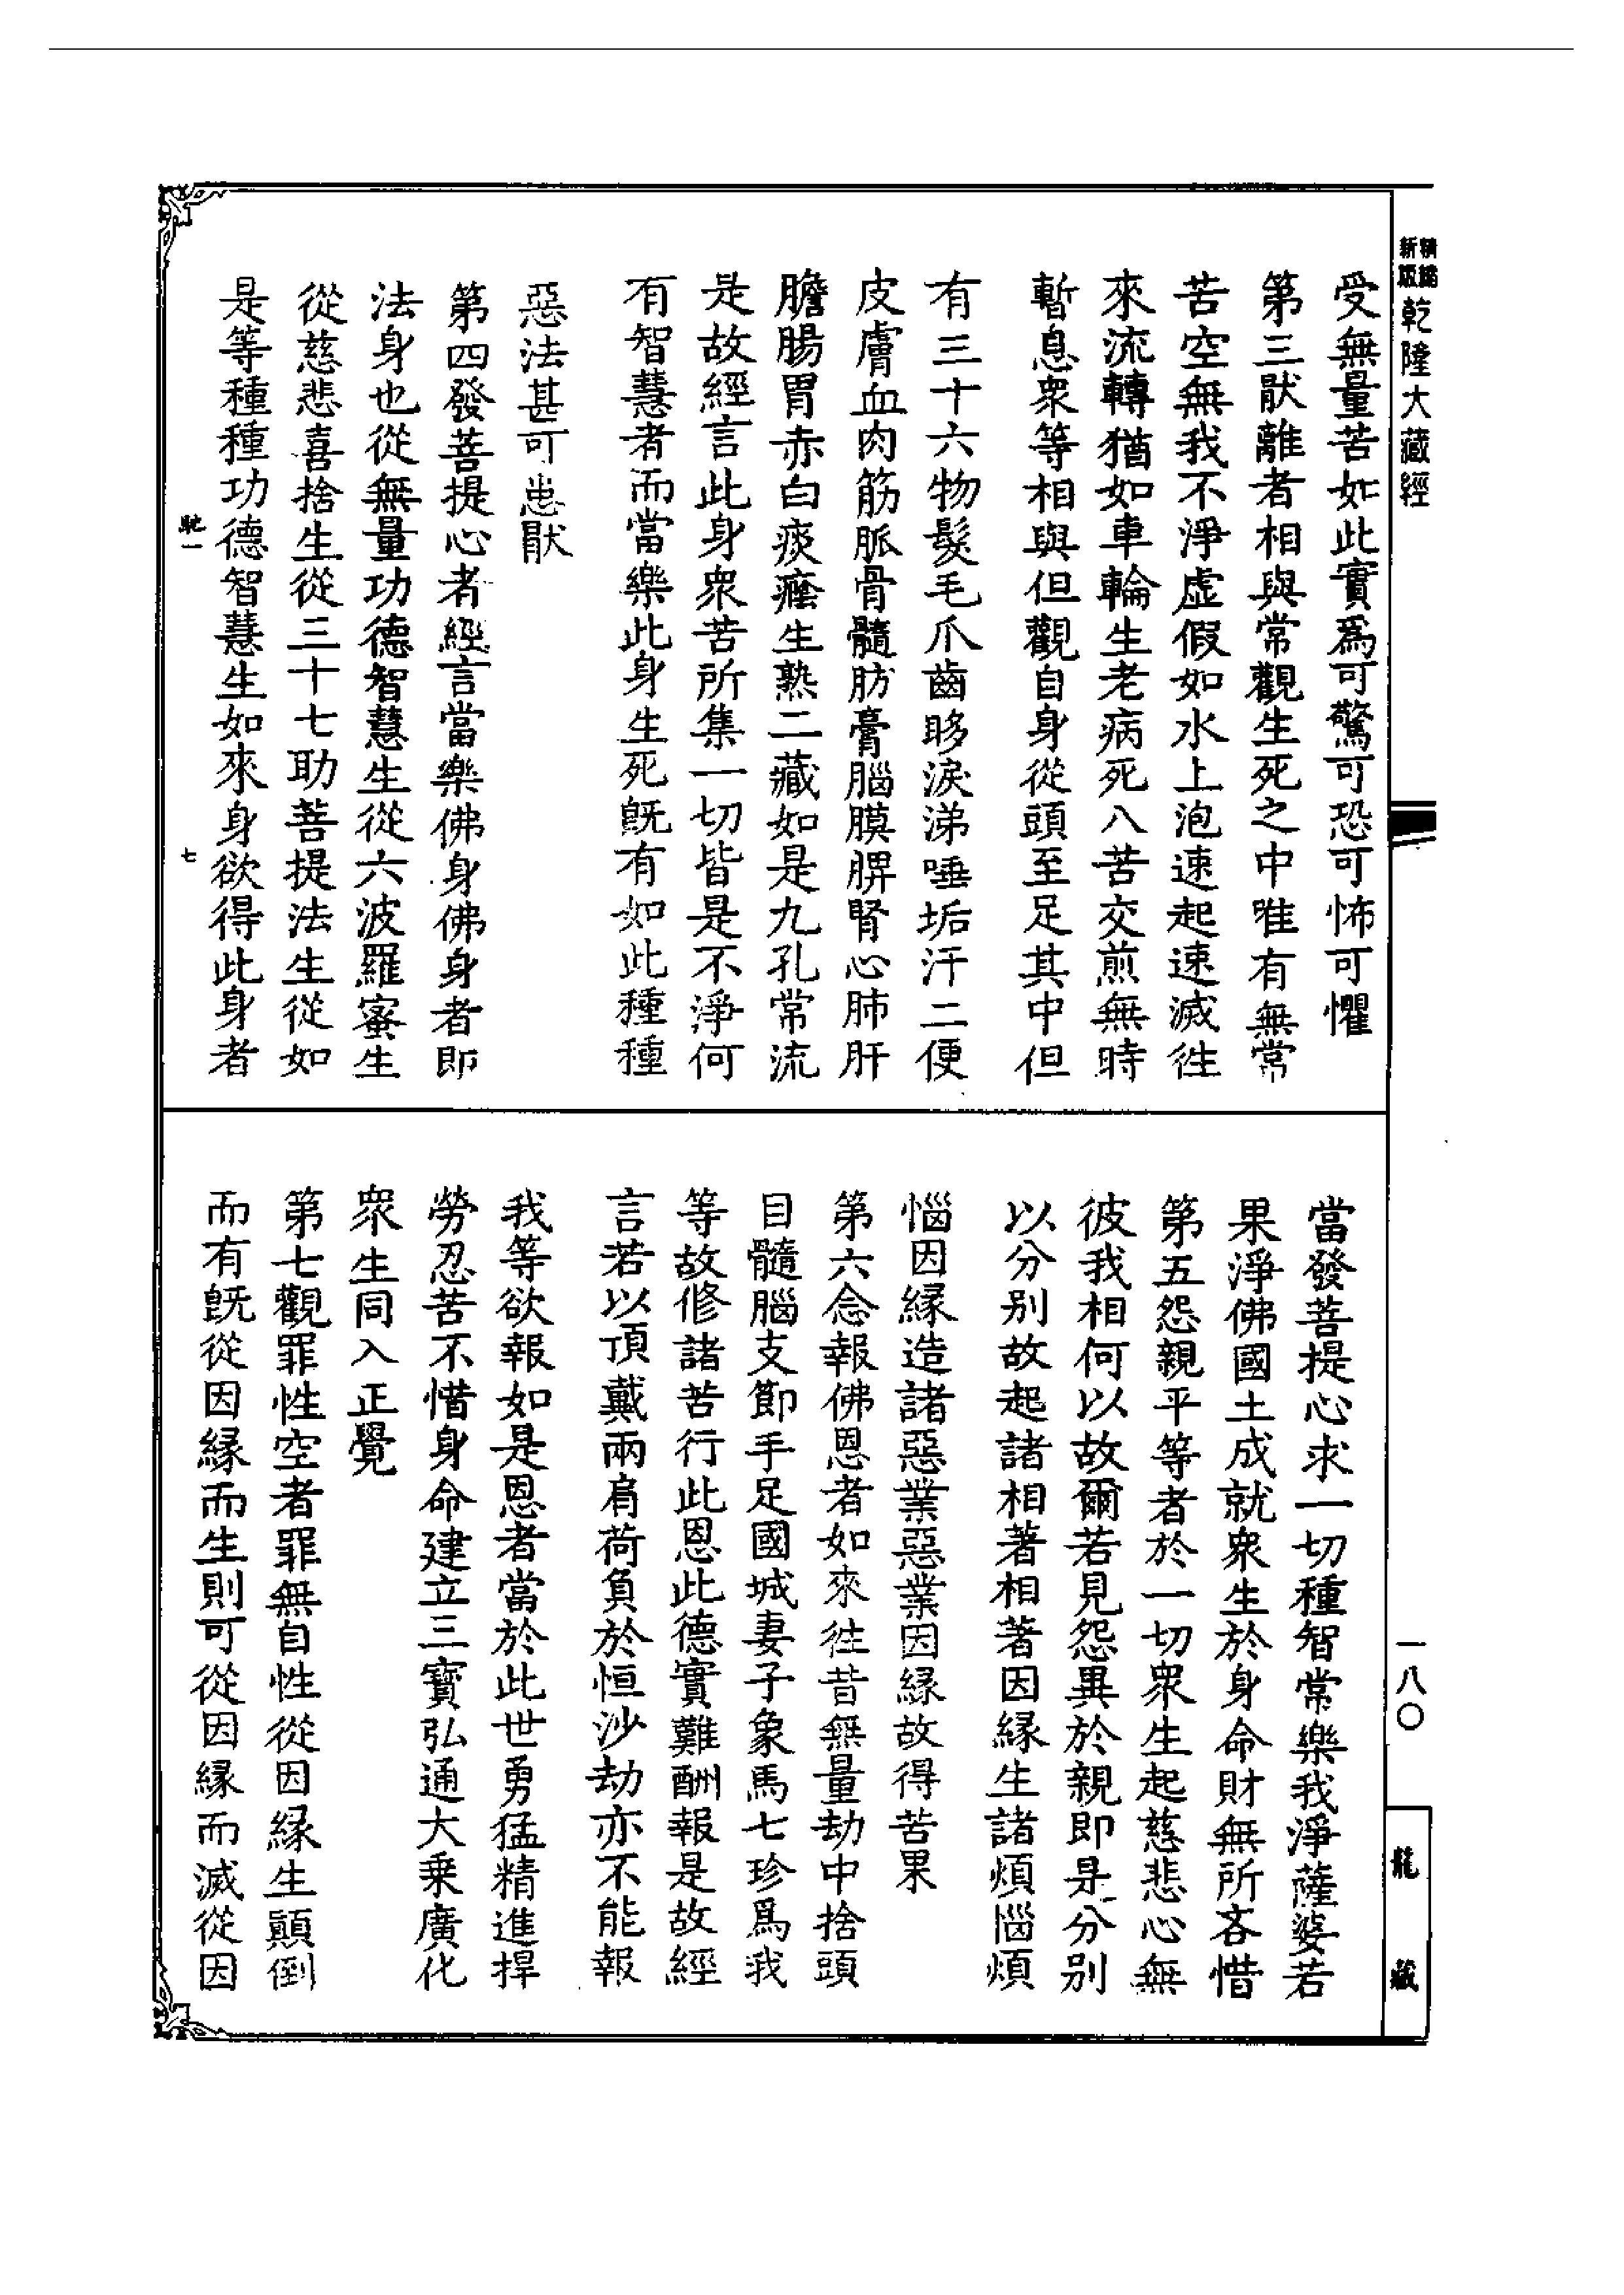 精縮新版乾隆大藏經
受無量苦如此實爲可驚可恐可怖可懼
第三猒離者相與常觀生死之中唯有無常
苦空無我不淨虛假如水上泡速起速滅徃
來流轉猶如車輪生老病死八苦交煎無時
暫息衆等相與但觀自身從頭至足其中但
有三十六物髮毛爪齒眵淚涕唾垢汗二便
皮膚血肉筋脈骨髓肪膏腦膜脾腎心肺肝
膽腸胃赤白痰癊生熟二藏如是九孔常流
是故經言此身衆苦所集一切皆是不淨何
有智慧者而當樂此身生死旣有如此種種
惡法甚可患猒
第四發菩提心者經言當樂佛身佛身者即
法身也從無量功德智慧生從六波羅蜜生
從慈悲喜捨生從三十七助菩提法生從如
是等種種功德智慧生如來身欲得此身者
馳一
七
當發菩提心求一切種智常樂我淨薩婆若
果淨佛國土成就衆生於身命財無所吝惜
第五怨親平等者於一切衆生起慈悲心無
彼我相何以故爾若見怨異於親即是分別
以分別故起諸相著相著因緣生諸煩惱煩
惱因緣造諸惡業惡業因緣故得苦果
第六念報佛恩者如來徃昔無量劫中捨頭
目髓腦支節手足國城妻子象馬七珍爲我
等故修諸苦行此恩此德實難酬報是故經
言若以頂戴兩肩荷負於恒沙劫亦不能報
我等欲報如是恩者當於此世勇猛精進捍
勞忍苦不惜身命建立三寶弘通大乘廣化
衆生同入正覺
第七觀罪性空者罪無自性從因緣生顛倒
而有旣從因緣而生則可從因緣而滅從因
一八〇
龍藏